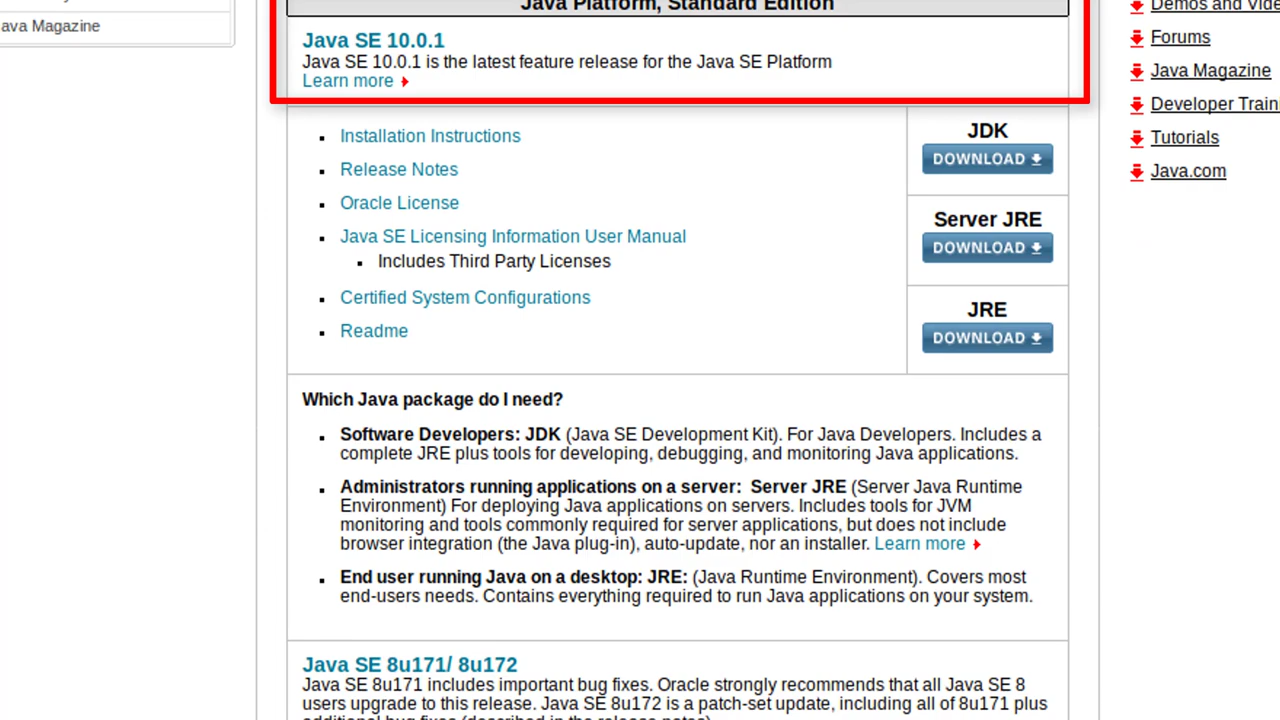 Java Platform, Standard Edition
ava Magazine
Java SE 10.0.1
Java SE 10.0.1 is the latest feature release for the Java SE Platform
Learn more
Installation Instructions
Release Notes
Oracle License
Java SE Licensing Information User Manual
Includes Third Party Licenses
Certified System Configurations
Readme
JDK
DOWNLOAD
Server JRE
DOWNLOAD
JRE
DOWNLOAD
Which Java package do I need?
Software Developers: JDK (Java SE Development Kit). For Java Developers. Includes a
complete JRE plus tools for developing, debugging, and monitoring Java applications.
Administrators running applications on a server: Server JRE (Server Java Runtime
Environment) For deploying Java applications on servers. Includes tools for JVM
monitoring and tools commonly required for server applications, but does not include
browser integration (the Java plug-in), auto-update, nor an installer. Learn more
End user running Java on a desktop: JRE: (Java Runtime Environment). Covers most
end-users needs. Contains everything required to run Java applications on your system.
Java SE 8u171/ 8u172
Java SE 8u171 includes important bug fixes. Oracle strongly recommends that all Java SE 8
users upgrade to this release. Java SE 8u172 is a patch-set update, including all of 8u171 plus
additional bug fixes (described in the release notes).
Demos and Vide
Forums
Java Magazine
Developer Traini
Tutorials
Java.com